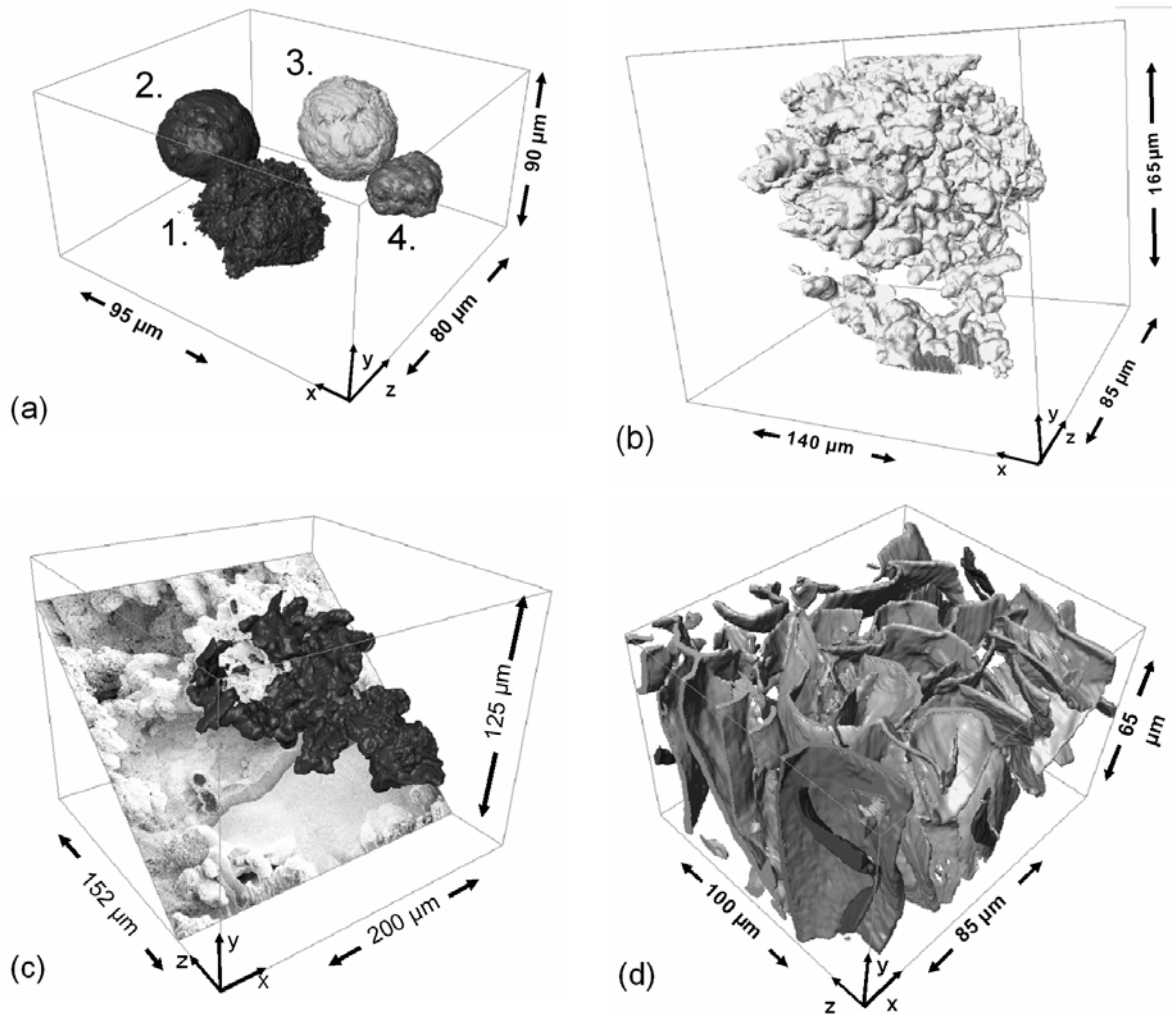 2.
3.
1.
4.
90 µm
95 µm
80 µm
y
x
z
(a)
165µm
85 µm
140 µm
y
z
x
(b)
125 µm
152 µm
200 µm
y
z
x
(c)
65
µm
100 µm
85 µm
y
z
x
(d)